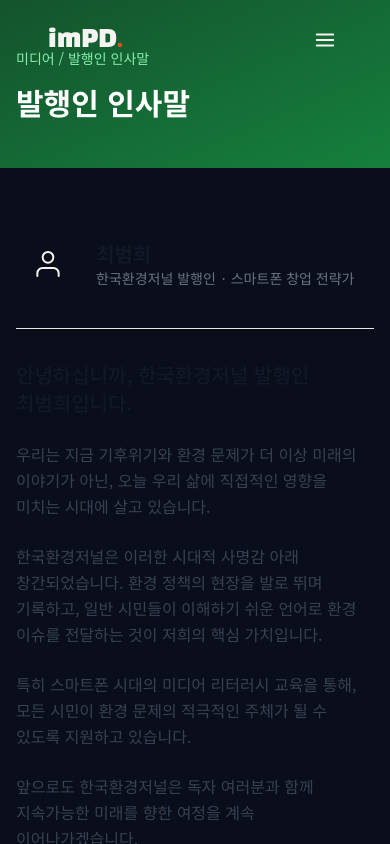 imPD.
미디어 / 발행인 인사말
발행인 인사말
최범희
한국환경저널 발행인 · 스마트폰 창업 전략가
안녕하십니까, 한국환경저널 발행인
최범희입니다.
우리는 지금 기후위기와 환경 문제가 더 이상 미래의
이야기가 아닌, 오늘 우리 삶에 직접적인 영향을
미치는 시대에 살고 있습니다.
한국환경저널은 이러한 시대적 사명감 아래
창간되었습니다. 환경 정책의 현장을 발로 뛰며
기록하고, 일반 시민들이 이해하기 쉬운 언어로 환경
이슈를 전달하는 것이 저희의 핵심 가치입니다.
특히 스마트폰 시대의 미디어 리터러시 교육을 통해,
모든 시민이 환경 문제의 적극적인 주체가 될 수
있도록 지원하고 있습니다.
앞으로도 한국환경저널은 독자 여러분과 함께
지속가능한 미래를 향한 여정을 계속
이어나가겠습니다.